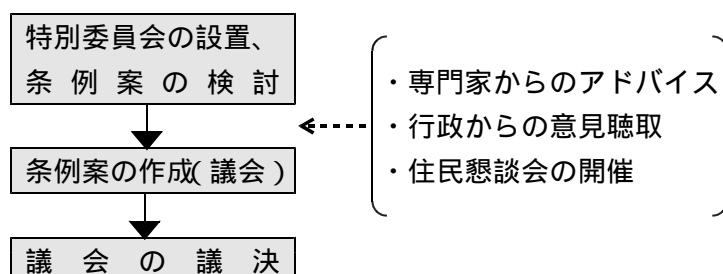 特別委員会の設置、
条例案の検討
条例案の作成(議会)
議会の議決
・専門家からのアドバイス
・行政からの意見聴取
・住民懇談会の開催